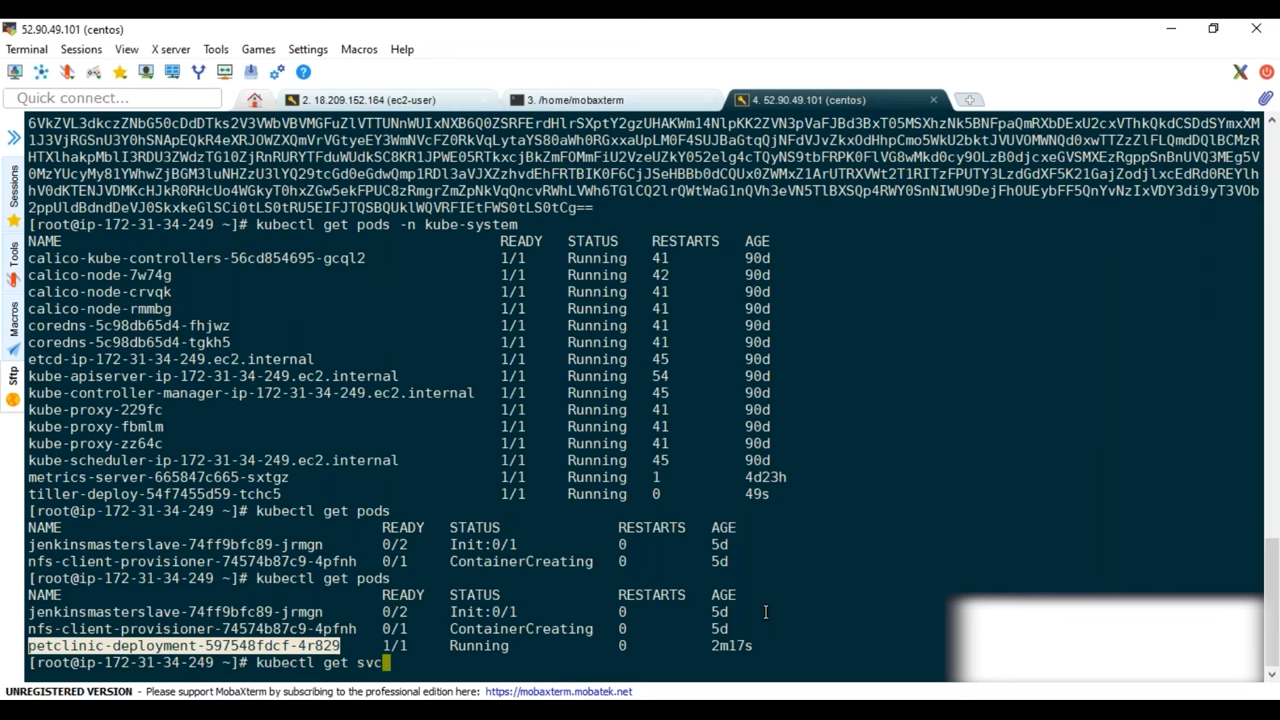 52.90.49.101 (centos)
Terminal Sessions View X server Tools Games Settings Macros Help
Quick connect... 2. 18.209.152.164 (ec2-user) 3. /home/mobaxterm 4. 52.90.49.101 (centos)
Sessions
Tools
Macros
Sftp
[root@ip-172-31-34-249 ~]# kubectl get pods -n kube-system
NAME READY STATUS RESTARTS AGE
calico-kube-controllers-56cd854695-gcql2 1/1 Running 41 90d
calico-node-7w74g 1/1 Running 42 90d
calico-node-crvqk 1/1 Running 41 90d
calico-node-rmmbg 1/1 Running 41 90d
coredns-5c98db65d4-fhjwz 1/1 Running 41 90d
coredns-5c98db65d4-tgkh5 1/1 Running 41 90d
etcd-ip-172-31-34-249.ec2.internal 1/1 Running 45 90d
kube-apiserver-ip-172-31-34-249.ec2.internal 1/1 Running 54 90d
kube-controller-manager-ip-172-31-34-249.ec2.internal 1/1 Running 45 90d
kube-proxy-229fc 1/1 Running 41 90d
kube-proxy-fbmlm 1/1 Running 41 90d
kube-proxy-zz64c 1/1 Running 41 90d
kube-scheduler-ip-172-31-34-249.ec2.internal 1/1 Running 45 90d
metrics-server-665847c665-sxtgz 1/1 Running 1 4d23h
tiller-deploy-54f7455d59-tchc5 1/1 Running 0 49s
[root@ip-172-31-34-249 ~]# kubectl get pods
NAME READY STATUS RESTARTS AGE
jenkinsmasterslave-74ff9bfc89-jrmgn 0/2 Init:0/1 0 5d
nfs-client-provisioner-74574b87c9-4pfnh 0/1 ContainerCreating 0 5d
[root@ip-172-31-34-249 ~]# kubectl get pods
NAME READY STATUS RESTARTS AGE
jenkinsmasterslave-74ff9bfc89-jrmgn 0/2 Init:0/1 0 5d
nfs-client-provisioner-74574b87c9-4pfnh 0/1 ContainerCreating 0 5d
petclinic-deployment-597548fdcf-4r829 1/1 Running 0 2m17s
[root@ip-172-31-34-249 ~]# kubectl get svc
UNREGISTERED VERSION - Please support MobaXterm by subscribing to the professional edition here: https://mobaxterm.mobatek.net